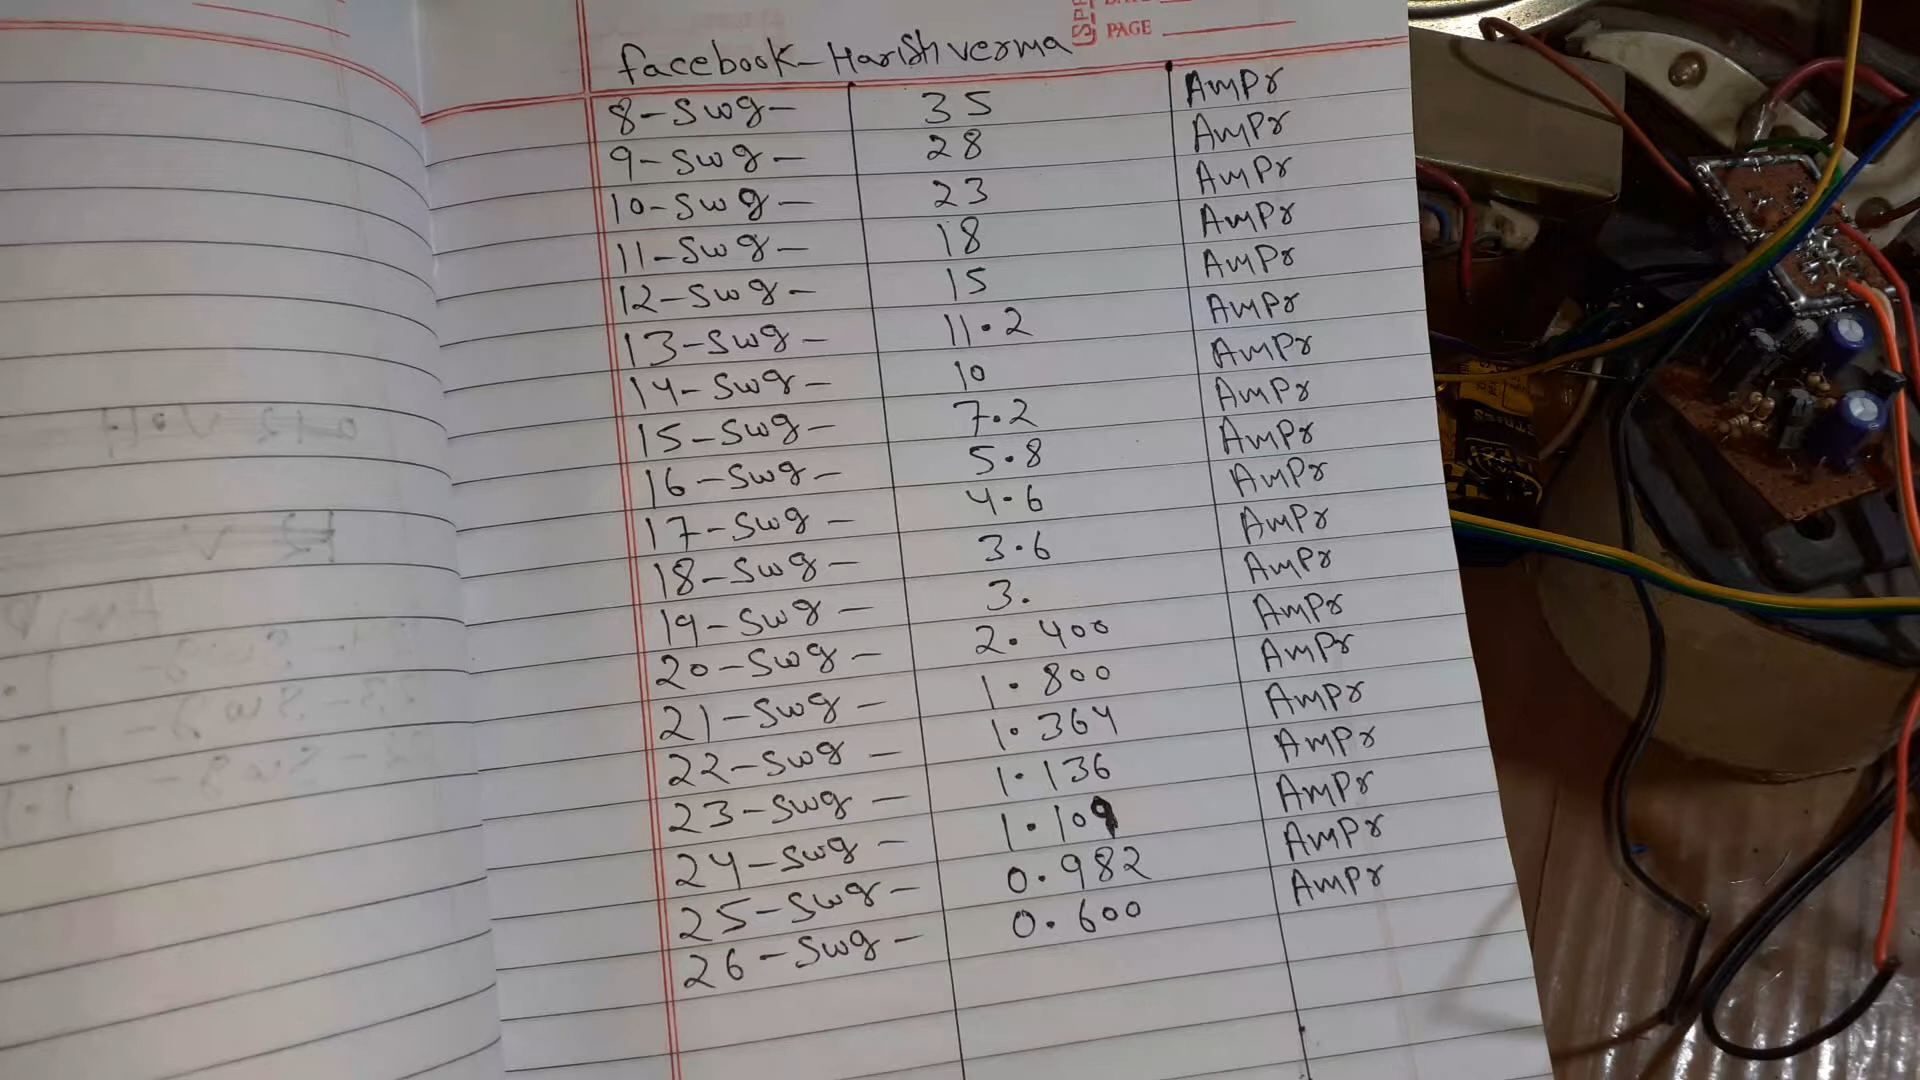 PAGE
facebook-Harish verma
8-swg- 35 Ampr
9-swg- 28 Ampr
10-swg- 23 Ampr
11-swg- 18 Ampr
12-swg- 15 Ampr
13-swg- 11.2 Ampr
14-swg- 10 Ampr
15-swg- 7.2 Ampr
16-swg- 5.8 Ampr
17-swg- 4.6 Ampr
18-swg- 3.6 Ampr
19-swg- 3. Ampr
20-swg- 2.400 Ampr
21-swg- 1.800 Ampr
22-swg- 1.364 Ampr
23-swg- 1.136 Ampr
24-swg- 1.109 Ampr
25-swg- 0.982 Ampr
26-swg- 0.600 Ampr